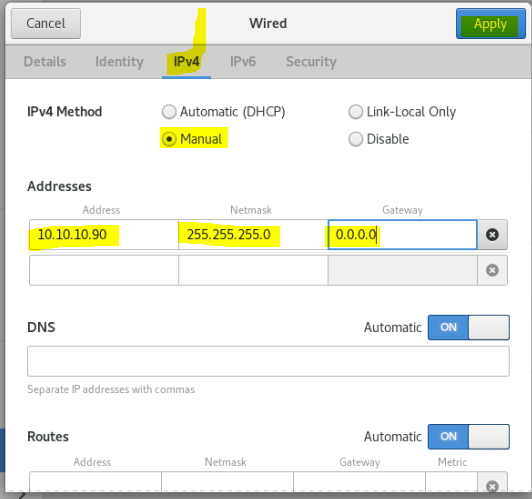 Cancel Wired Apply
Details Identity IPv4 IPv6 Security
IPv4 Method Automatic (DHCP) Link-Local Only
Manual Disable
Addresses
Address Netmask Gateway
10.10.10.90 255.255.255.0 0.0.0.0
DNS Automatic ON
Separate IP addresses with commas
Routes Automatic ON
Address Netmask Gateway Metric